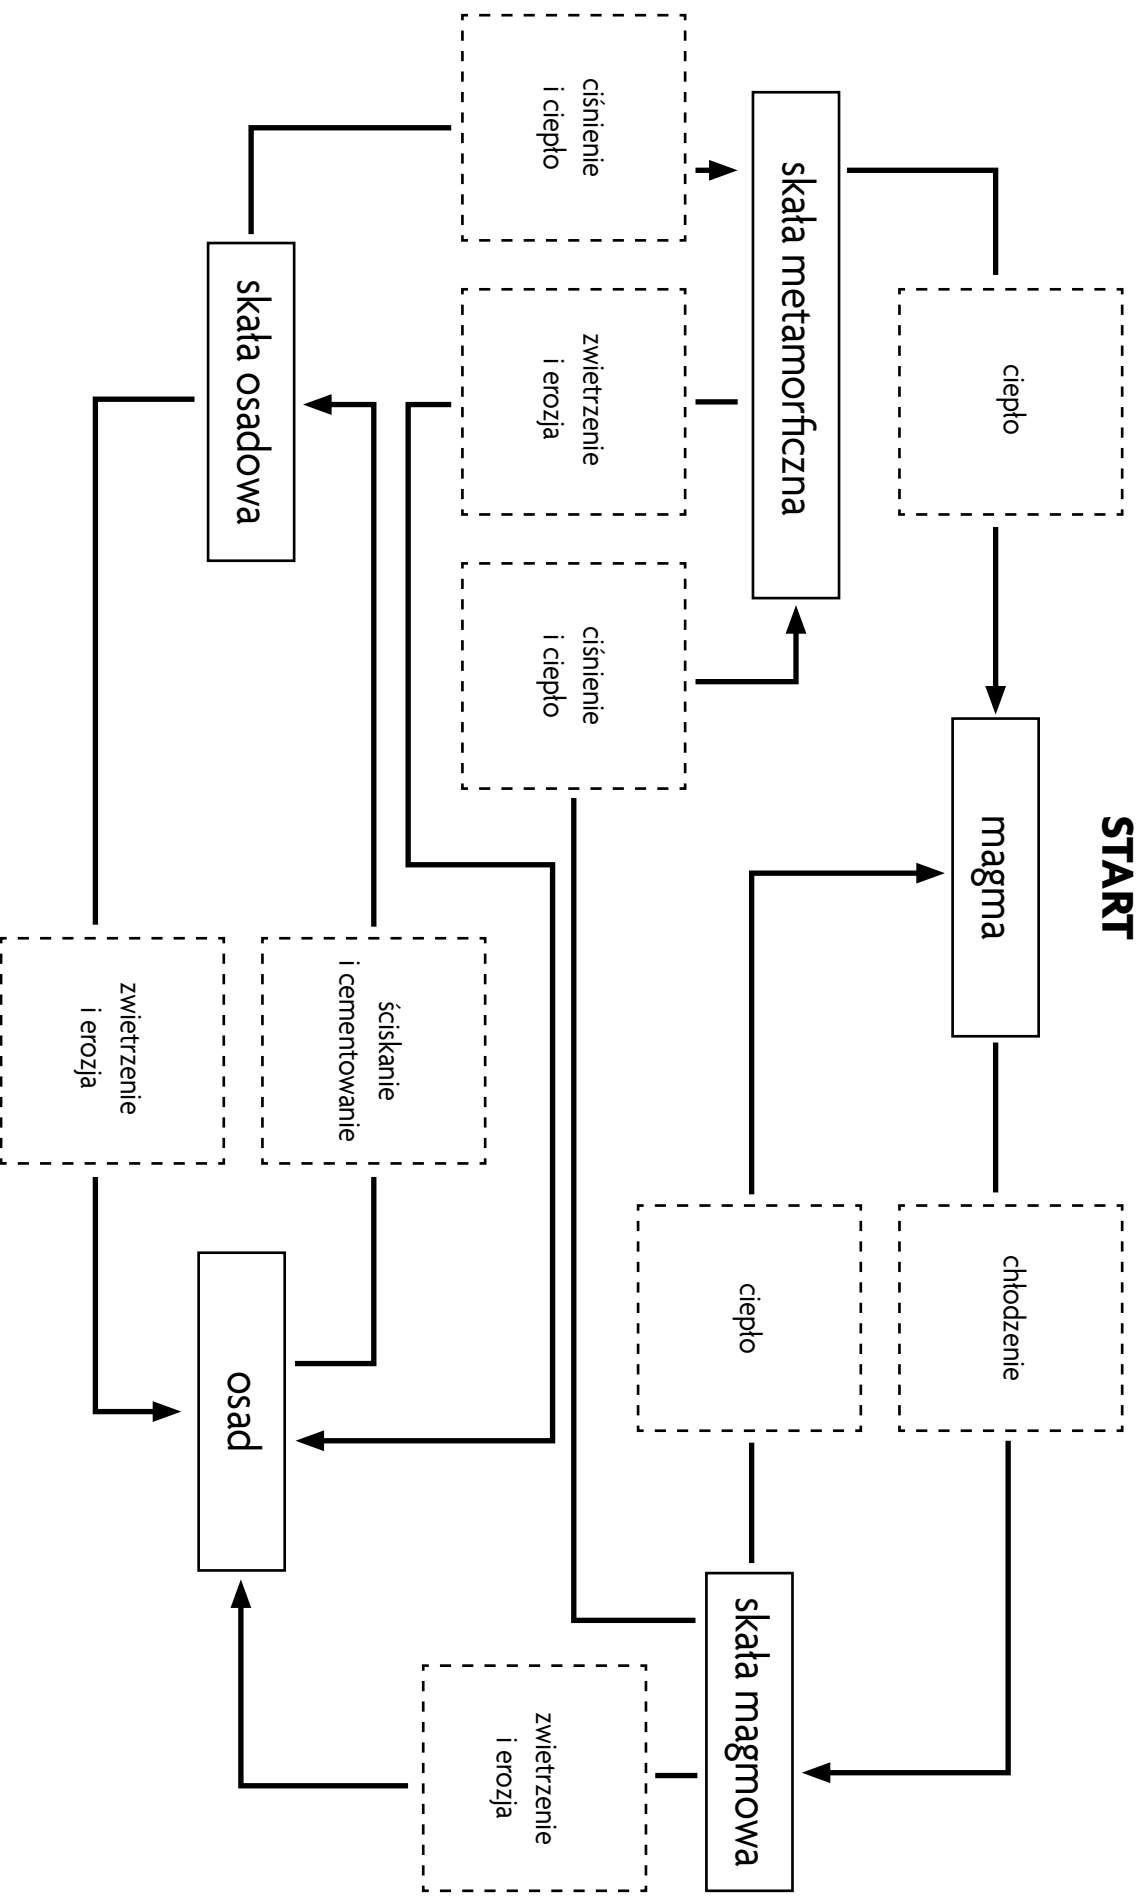 START
magma
ciepło
chłodzenie
skała metamorficzna
ciepło
skała magmowa
ciśnienie
i ciepło
zwietrzenie
i erozja
ciśnienie
i ciepło
zwietrzenie
i erozja
ściskanie
i cementowanie
skała osadowa
osad
zwietrzenie
i erozja